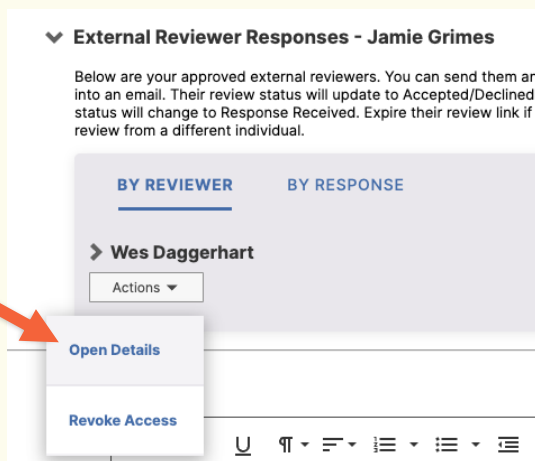 External Reviewer Responses - Jamie Grimes
Below are your approved external reviewers. You can send them an
into an email. Their review status will update to Accepted/Declined
status will change to Response Received. Expire their review link if
review from a different individual.
BY REVIEWER BY RESPONSE
Wes Daggerhart
Actions
Open Details
Revoke Access
U ¶